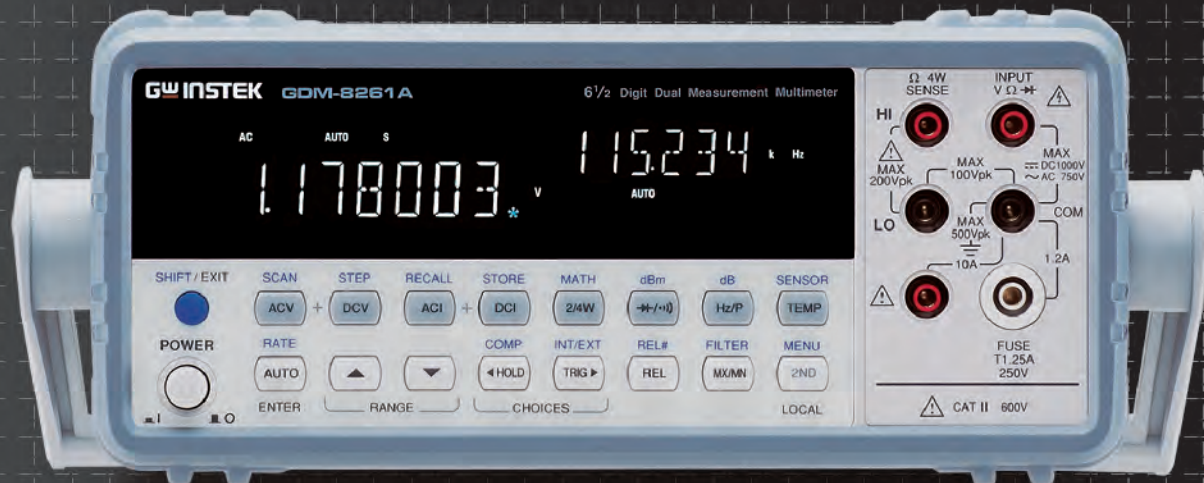 GW INSTEK GDM-8261A 6½ Digit Dual Measurement Multimeter
AC AUTO S
1.178003 V
115.234 k Hz
AUTO
SHIFT/EXIT SCAN STEP RECALL STORE MATH dBm dB SENSOR
ACV + DCV ACI + DCI 2/4W Hz/P TEMP
POWER RATE COMP INT/EXT REL# FILTER MENU
AUTO ▲ ▼ ◀HOLD TRIG▶ REL MX/MN 2ND
ENTER RANGE CHOICES LOCAL
I O
Ω 4W
SENSE
INPUT
V Ω
HI
MAX
200Vpk
MAX
100Vpk
MAX
DC1000V
AC 750V
LO
MAX
500Vpk
COM
10A
1.2A
FUSE
T1.25A
250V
CAT II 600V